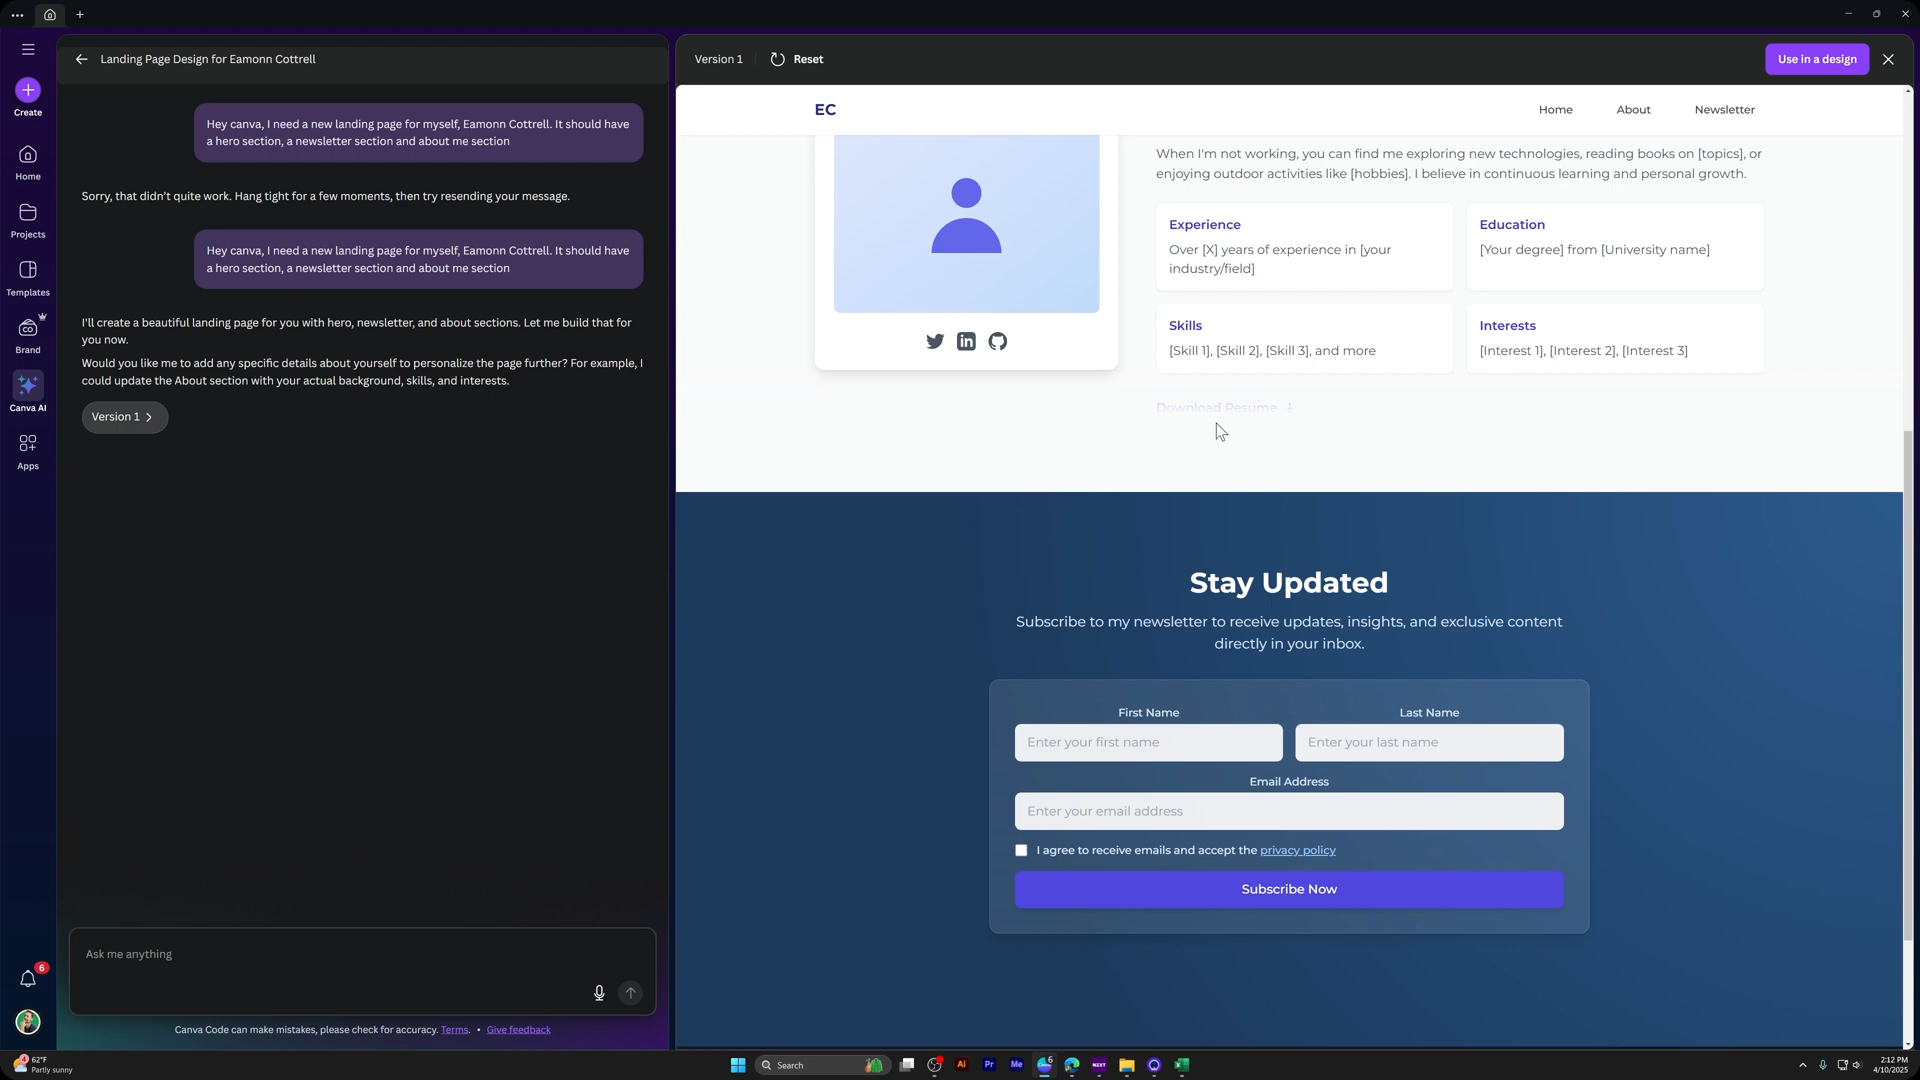 Landing Page Design for Eamonn Cottrell
Create
Home
Projects
Templates
CO
Brand
Canva AI
Apps
6
Hey canva, I need a new landing page for myself, Eamonn Cottrell. It should have
a hero section, a newsletter section and about me section
Sorry, that didn't quite work. Hang tight for a few moments, then try resending your message.
Hey canva, I need a new landing page for myself, Eamonn Cottrell. It should have
a hero section, a newsletter section and about me section
I'll create a beautiful landing page for you with hero, newsletter, and about sections. Let me build that for
you now.
Would you like me to add any specific details about yourself to personalize the page further? For example, I
could update the About section with your actual background, skills, and interests.
Version 1
Ask me anything
Canva Code can make mistakes, please check for accuracy. Terms. • Give feedback
Version 1
Reset
Use in a design
EC
Home
About
Newsletter
When I'm not working, you can find me exploring new technologies, reading books on [topics], or
enjoying outdoor activities like [hobbies]. I believe in continuous learning and personal growth.
Experience
Over [X] years of experience in [your
industry/field]
Education
[Your degree] from [University name]
Skills
[Skill 1], [Skill 2], [Skill 3], and more
Interests
[Interest 1], [Interest 2], [Interest 3]
in
Download Resume
Stay Updated
Subscribe to my newsletter to receive updates, insights, and exclusive content
directly in your inbox.
First Name
Last Name
Enter your first name
Enter your last name
Email Address
Enter your email address
I agree to receive emails and accept the privacy policy
Subscribe Now
4
62°F
Partly sunny
Search
Ai
Pr
Me
6
NEXT
2:12 PM
4/10/2025